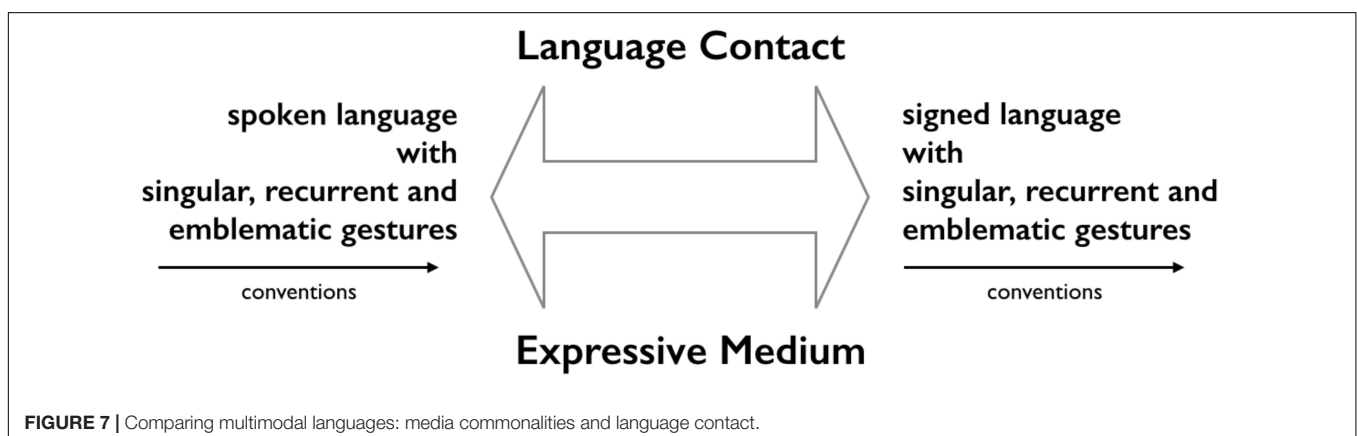 Language Contact
spoken language
with
singular, recurrent and
emblematic gestures
conventions
signed language
with
singular, recurrent and
emblematic gestures
conventions
Expressive Medium
FIGURE 7 | Comparing multimodal languages: media commonalities and language contact.